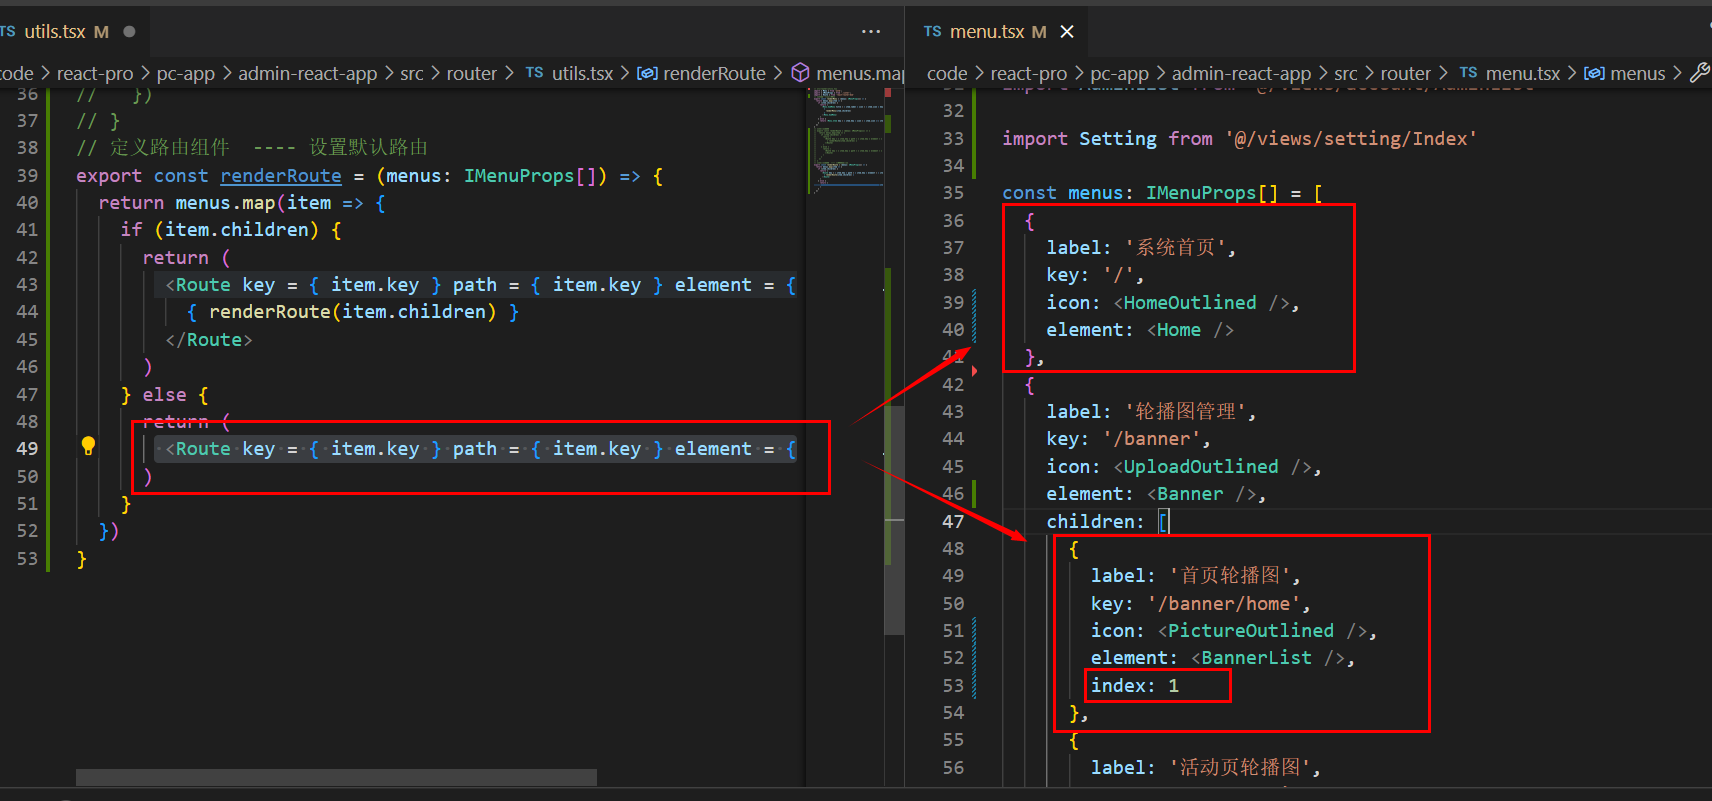 TS utils.tsx M ● ···
code > react-pro > pc-app > admin-react-app > src > router > TS utils.tsx > renderRoute > menus.map
36 //   })
37 // }
38 // 定义路由组件  ---- 设置默认路由
39 export const renderRoute = (menus: IMenuProps[]) => {
40   return menus.map(item => {
41     if (item.children) {
42       return (
43         <Route key = { item.key } path = { item.key } element = {
44           { renderRoute(item.children) }
45         </Route>
46       )
47     } else {
48       return (
49         <Route key = { item.key } path = { item.key } element = {
50       )
51     }
52   })
53 }
TS menu.tsx M ×
code > react-pro > pc-app > admin-react-app > src > router > TS menu.tsx > menus >
32
33 import Setting from '@/views/setting/Index'
34
35 const menus: IMenuProps[] = [
36   {
37     label: '系统首页',
38     key: '/',
39     icon: <HomeOutlined />,
40     element: <Home />
41   },
42   {
43     label: '轮播图管理',
44     key: '/banner',
45     icon: <UploadOutlined />,
46     element: <Banner />,
47     children: [
48       {
49         label: '首页轮播图',
50         key: '/banner/home',
51         icon: <PictureOutlined />,
52         element: <BannerList />,
53         index: 1
54       },
55       {
56         label: '活动页轮播图',